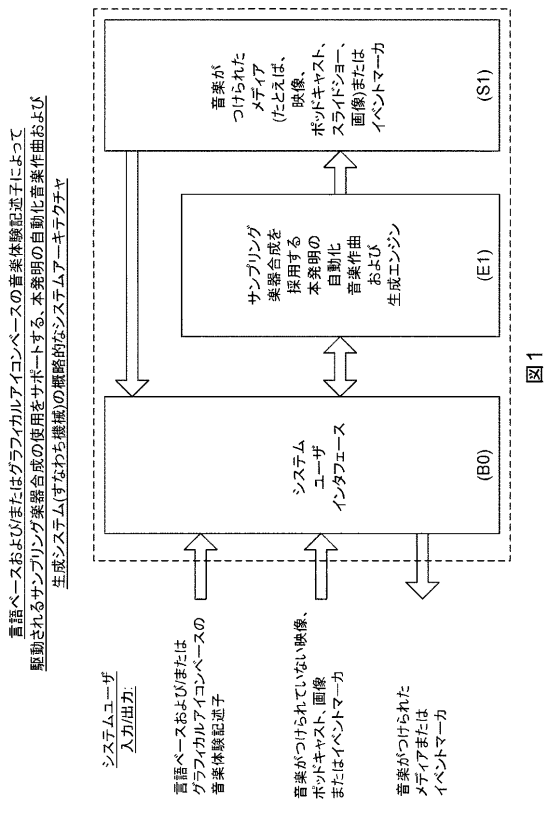 言語ベースおよび/またはグラフィカルアイコンベースの音楽体験記述子によって
駆動されるサンプリング楽器合成の使用をサポートする、本発明の自動化音楽作曲および
生成システム(すなわち機械)の概略的なシステムアーキテクチャ
システムユーザ
入力/出力:
言語ベースおよび/または
グラフィカルアイコンベースの
音楽体験記述子
音楽がつけられていない映像、
ポッドキャスト、画像
またはイベントマーカ
音楽がつけられた
メディアまたは
イベントマーカ
システム
ユーザ
インタフェース
(B0)
サンプリング
楽器合成を
採用する
本発明の
自動化
音楽作曲
および
生成エンジン
(E1)
音楽が
つけられた
メディア
(たとえば、
映像、
ポッドキャスト、
スライドショー、
画像)または
イベントマーカ
(S1)
図1